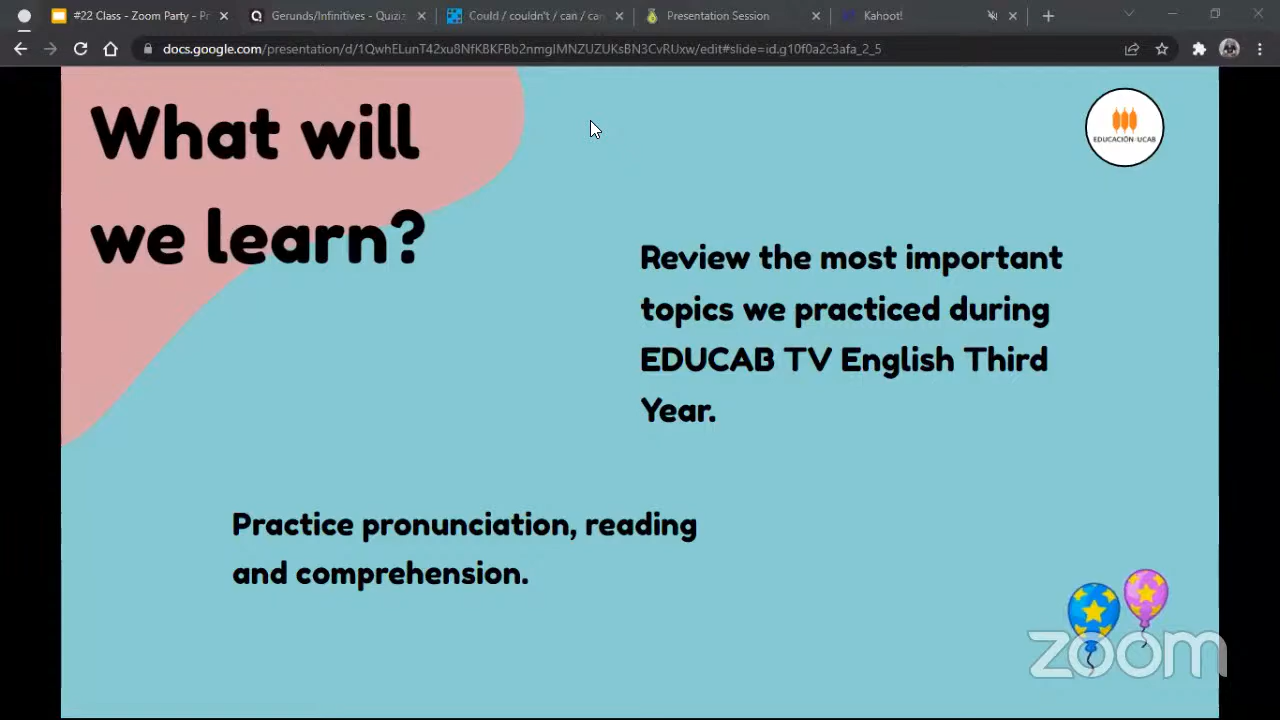 #22 Class - Zoom Party - Pr
Gerunds/Infinitives - Quiziz
Could / couldn't / can / can
Presentation Session
Kahoot!
docs.google.com/presentation/d/1QwhELunT42xu8NfKBKFBb2nmgIMNZUZUKsBN3CvRUxw/edit#slide=id.g10f0a2c3afa_2_5
What will
we learn?
EDUCACIÓN UCAB
Review the most important
topics we practiced during
EDUCAB TV English Third
Year.
Practice pronunciation, reading
and comprehension.
zoom